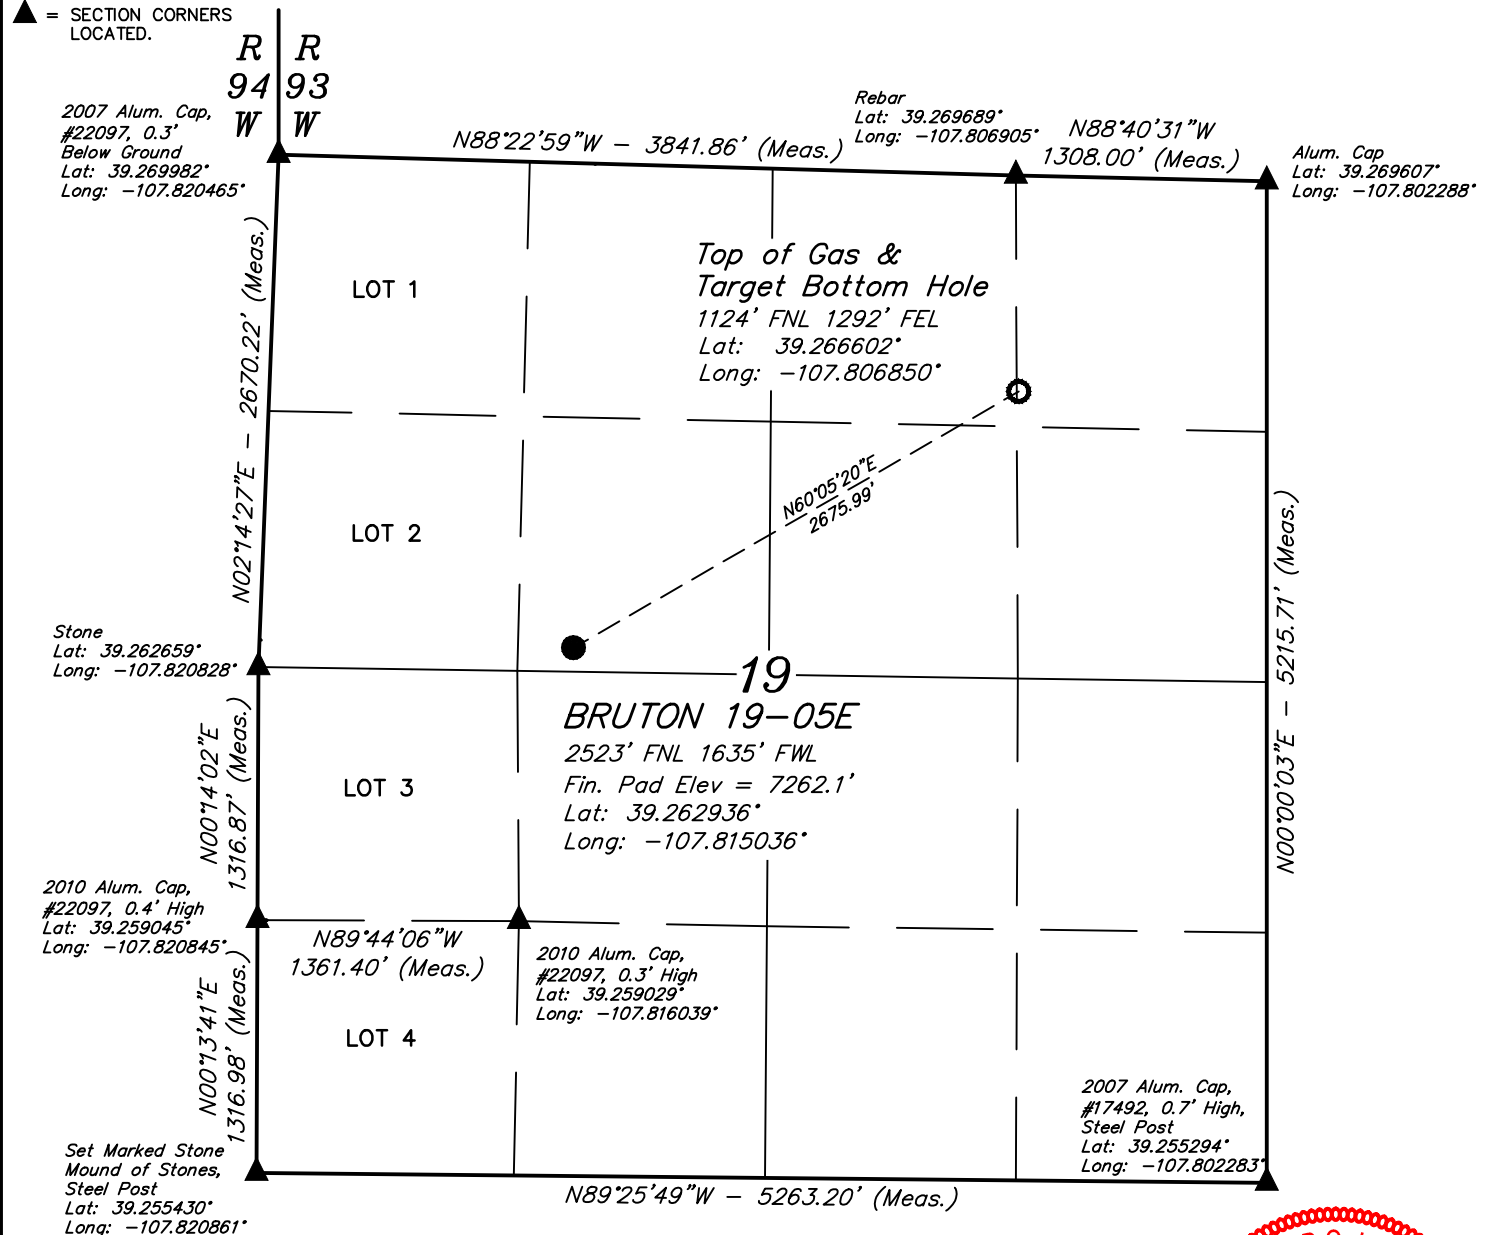 = SECTION CORNERS
LOCATED.
R R
94 93
W W
2007 Alum. Cap,
#22097, 0.3'
Below Ground
Lat: 39.269982°
Long: -107.820465°
N88°22'59"W - 3841.86' (Meas.)
Rebar
Lat: 39.269689°
Long: -107.806905°
N88°40'31"W
1308.00' (Meas.)
Alum. Cap
Lat: 39.269607°
Long: -107.802288°
N02°14'27"E - 2670.22' (Meas.)
LOT 1
Top of Gas &
Target Bottom Hole
1124' FNL 1292' FEL
Lat: 39.266602°
Long: -107.806850°
LOT 2
N60°05'20"E
2675.99'
N00°00'03"E - 5215.71' (Meas.)
Stone
Lat: 39.262659°
Long: -107.820828°
19
BRUTON 19-05E
2523' FNL 1635' FWL
Fin. Pad Elev = 7262.1'
Lat: 39.262936°
Long: -107.815036°
N00°14'02"E
1316.87' (Meas.)
LOT 3
2010 Alum. Cap,
#22097, 0.4' High
Lat: 39.259045°
Long: -107.820845°
N89°44'06"W
1361.40' (Meas.)
2010 Alum. Cap,
#22097, 0.3' High
Lat: 39.259029°
Long: -107.816039°
N00°13'41"E
1316.98' (Meas.)
LOT 4
2007 Alum. Cap,
#17492, 0.7' High,
Steel Post
Lat: 39.255294°
Long: -107.802283°
Set Marked Stone
Mound of Stones,
Steel Post
Lat: 39.255430°
Long: -107.820861°
N89°25'49"W - 5263.20' (Meas.)